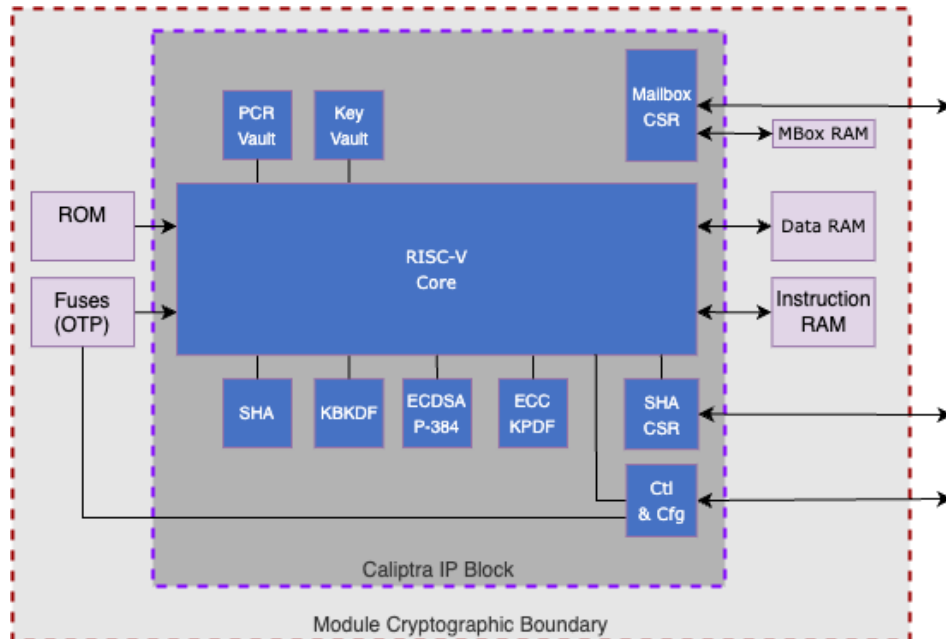 PCR
Vault
Key
Vault
Mailbox
CSR
MBox RAM
ROM
RISC-V
Core
Data RAM
Fuses
(OTP)
Instruction
RAM
SHA
KBKDF
ECDSA
P-384
ECC
KPDF
SHA
CSR
Ctl
& Cfg
Caliptra IP Block
Module Cryptographic Boundary